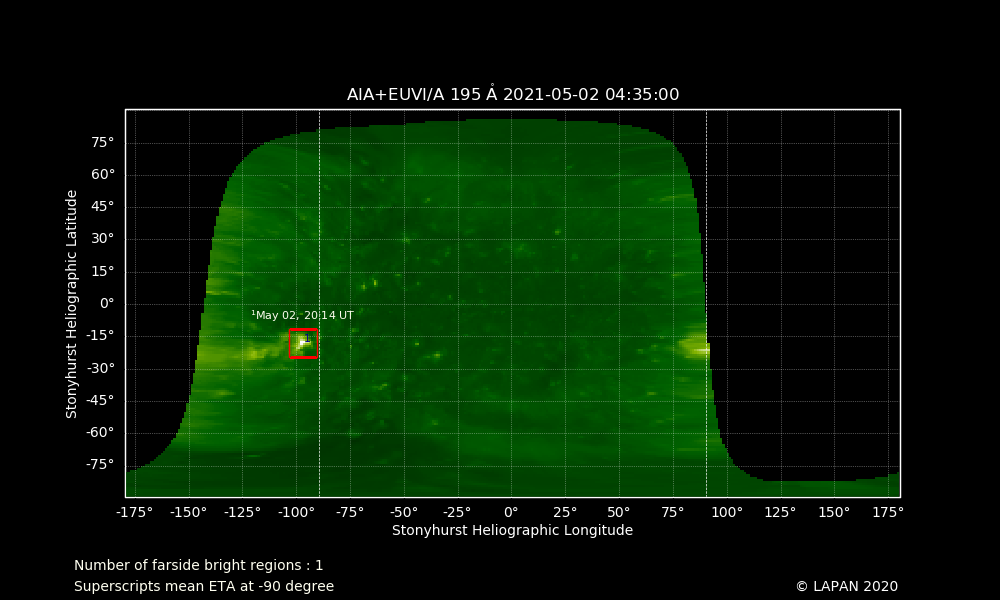 AIA+EUVI/A 195 Å 2021-05-02 04:35:00
75°
60°
45°
30°
15°
0°
-15°
-30°
-45°
-60°
-75°
Stonyhurst Heliographic Latitude
¹May 02, 20:14 UT
-175° -150° -125° -100° -75° -50° -25° 0° 25° 50° 75° 100° 125° 150° 175°
Stonyhurst Heliographic Longitude
Number of farside bright regions : 1
Superscripts mean ETA at -90 degree
© LAPAN 2020